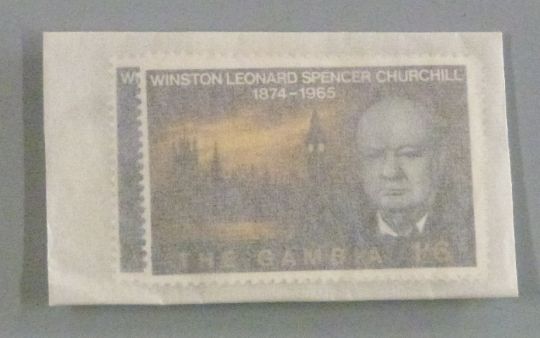 W
WINSTON LEONARD SPENCER CHURCHILL
1874-1965
THE GAMBIA 1'6